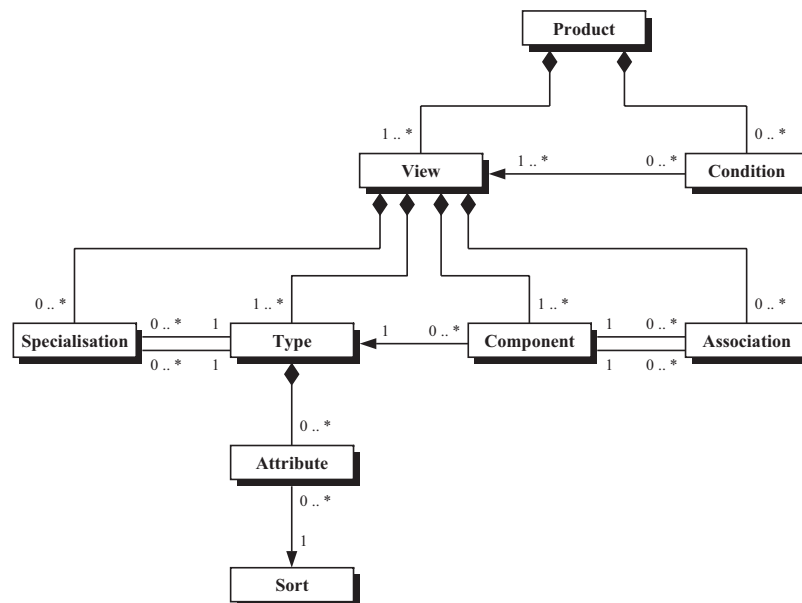 Product
1 .. *
0 .. *
View
1 .. *
0 .. *
Condition
0 .. *
1 .. *
1 .. *
0 .. *
Specialisation
0 .. *
1
Type
1
0 .. *
Component
1
0 .. *
Association
0 .. *
1
1
0 .. *
0 .. *
Attribute
0 .. *
1
Sort